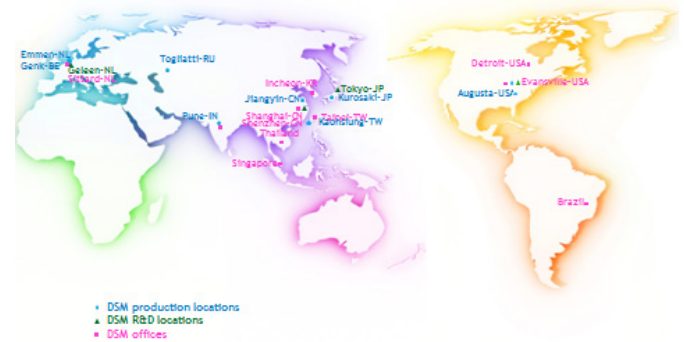 Emmen-NL
Genk-BE
Geleen-NL
Sittard-NL
Togliatti-RU
Pune-IN
Incheon-KR
Jiangyin-CN
Tokyo-JP
Kurosaki-JP
Shanghai-CN
Shenzhen-CN
Taipei-TW
Kaohsiung-TW
Thailand
Singapore
Detroit-USA
Evansville-USA
Augusta-USA
Brazil
DSM production locations
DSM R&D locations
DSM offices